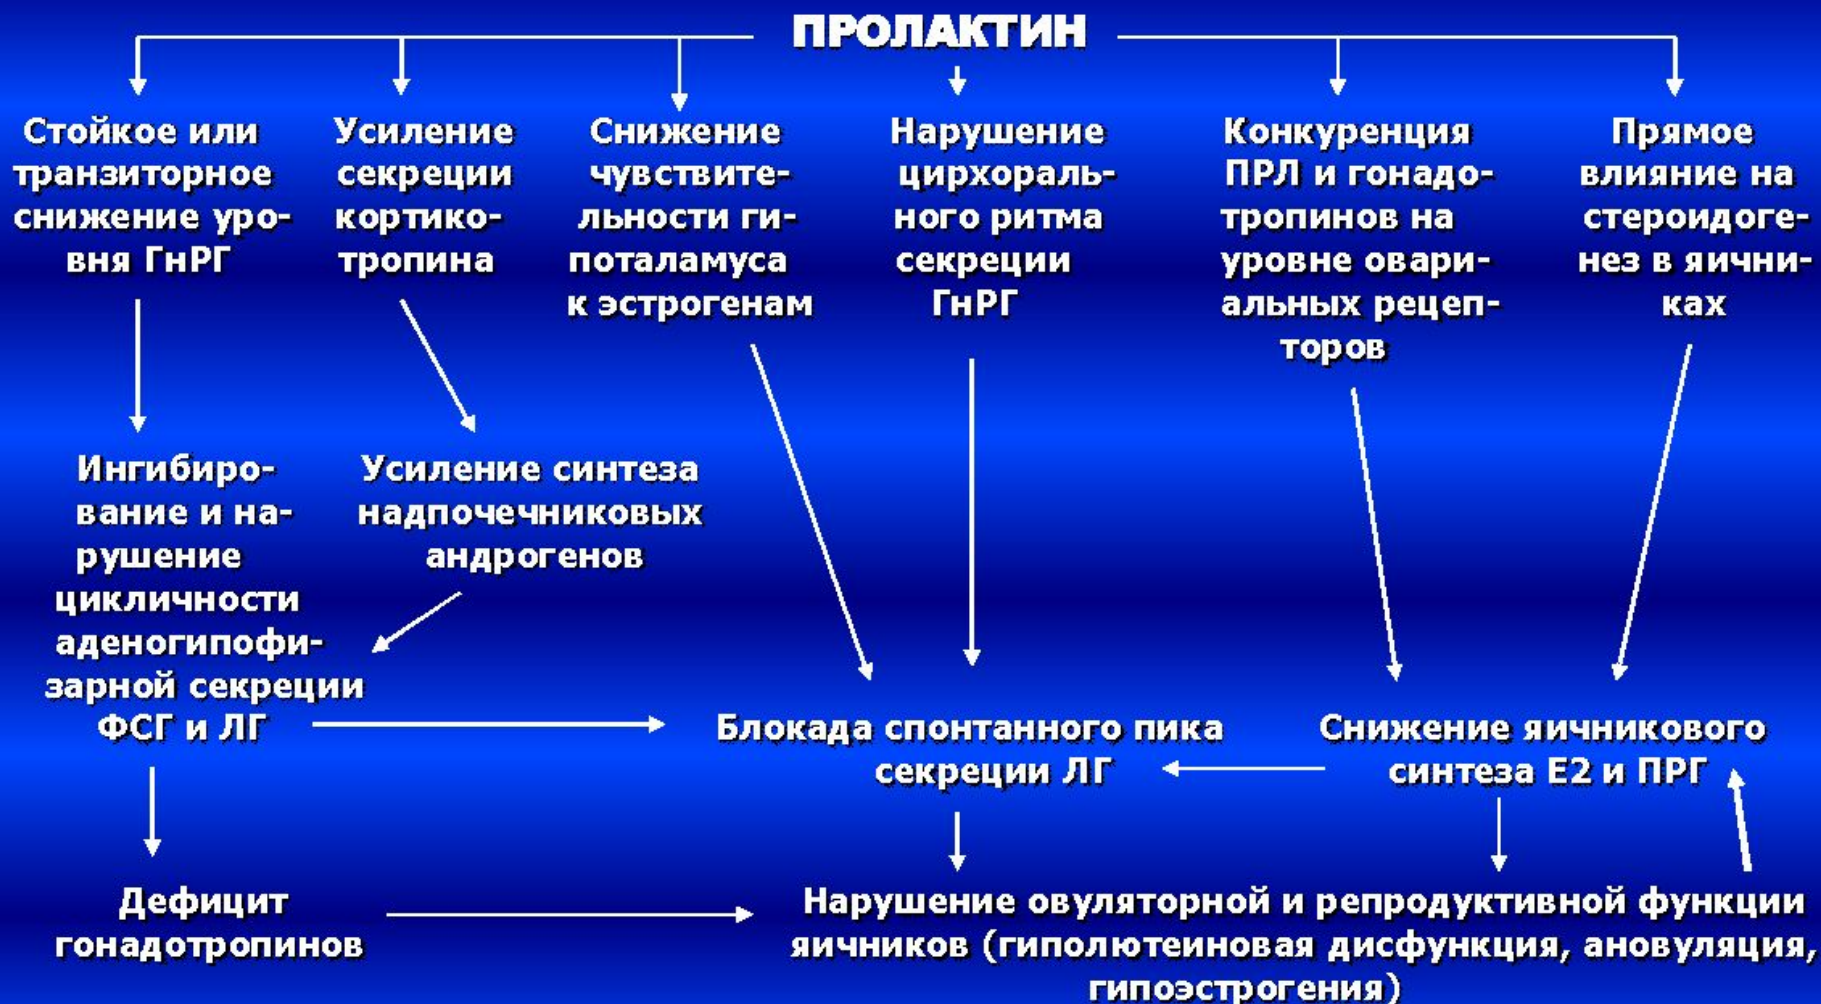 ПРОЛАКТИН
Стойкое или
транзиторное
снижение уро-
вня ГнРГ
Усиление
секреции
кортико-
тропина
Снижение
чувствите-
льности ги-
поталамуса
к эстрогенам
Нарушение
цирхораль-
ного ритма
секреции
ГнРГ
Конкуренция
ПРЛ и гонадо-
тропинов на
уровне овари-
альных рецеп-
торов
Прямое
влияние на
стероидоге-
нез в яични-
ках
Ингибиро-
вание и на-
рушение
цикличности
аденогипофи-
зарной секреции
ФСГ и ЛГ
Усиление синтеза
надпочечниковых
андрогенов
Блокада спонтанного пика
секреции ЛГ
Снижение яичникового
синтеза Е2 и ПРГ
Дефицит
гонадотропинов
Нарушение овуляторной и репродуктивной функции
яичников (гиполютеиновая дисфункция, ановуляция,
гипоэстрогения)